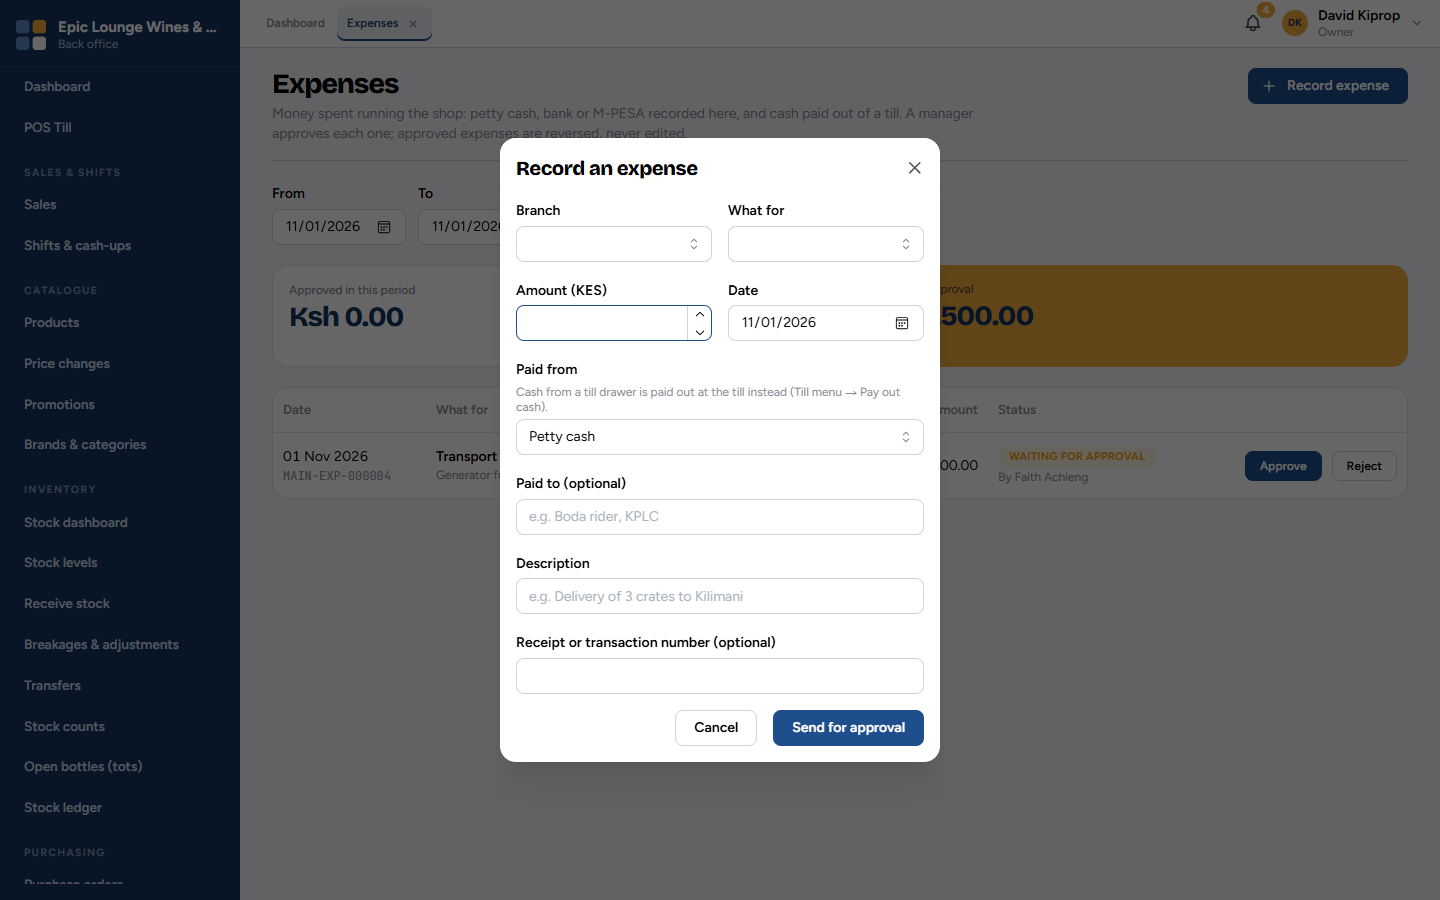 Epic Lounge Wines & ...
Back office
Dashboard
POS Till
SALES & SHIFTS
Sales
Shifts & cash-ups
CATALOGUE
Products
Price changes
Promotions
Brands & categories
INVENTORY
Stock dashboard
Stock levels
Receive stock
Breakages & adjustments
Transfers
Stock counts
Open bottles (tots)
Stock ledger
PURCHASING
Dashboard
Expenses
4
DK
David Kiprop
Owner
Expenses
Money spent running the shop: petty cash, bank or M-PESA recorded here, and cash paid out of a till. A manager
approves each one; approved expenses are reversed, never edited.
Record expense
From
To
11/01/2026
11/01/2026
Approved in this period
Ksh 0.00
proval
500.00
Date
What for
mount
Status
01 Nov 2026
MAIN-EXP-000004
Transport
Generator
00.00
WAITING FOR APPROVAL
By Faith Achieng
Approve
Reject
Record an expense
Branch
What for
Amount (KES)
Date
11/01/2026
Paid from
Cash from a till drawer is paid out at the till instead (Till menu → Pay out
cash).
Petty cash
Paid to (optional)
e.g. Boda rider, KPLC
Description
e.g. Delivery of 3 crates to Kilimani
Receipt or transaction number (optional)
Cancel
Send for approval